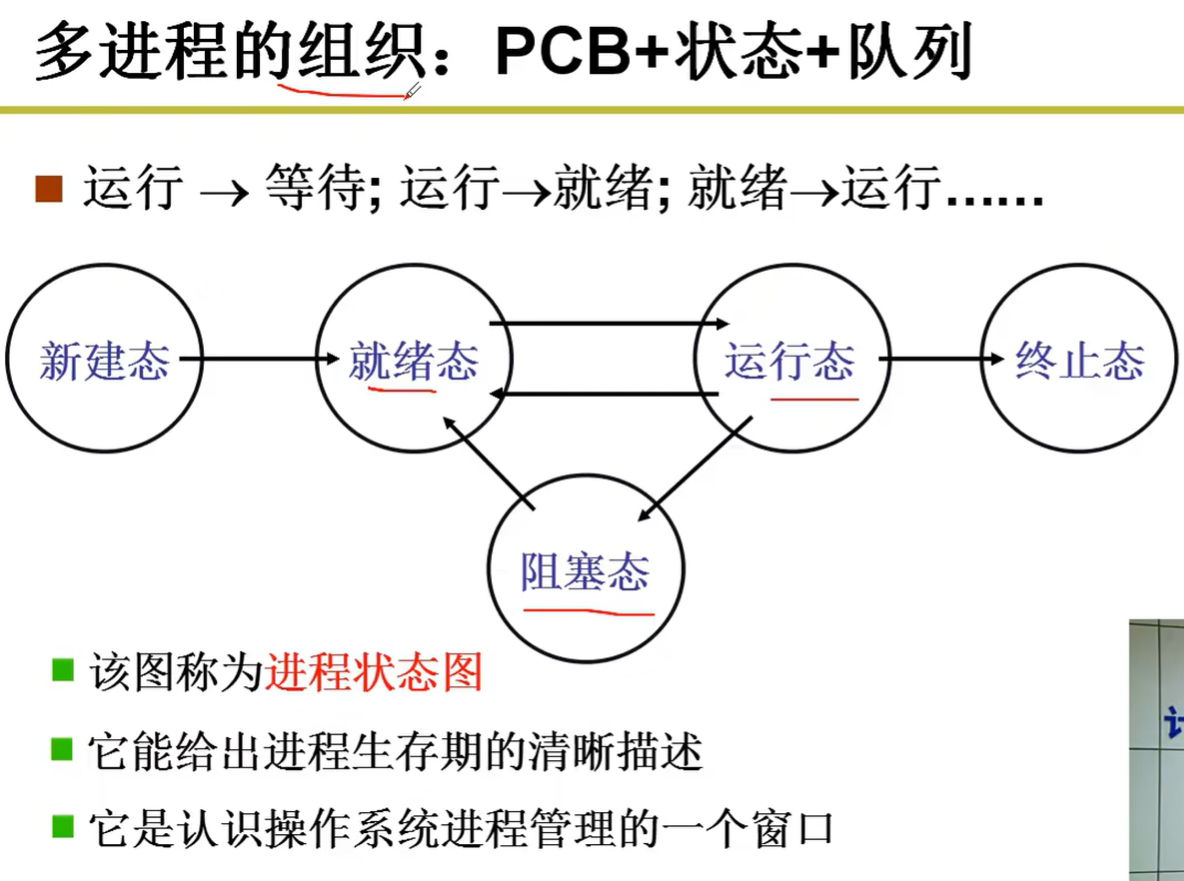 多进程的组织：PCB+状态+队列
运行 → 等待; 运行→就绪; 就绪→运行……
新建态 就绪态 运行态 终止态
阻塞态
该图称为进程状态图
它能给出进程生存期的清晰描述
它是认识操作系统进程管理的一个窗口